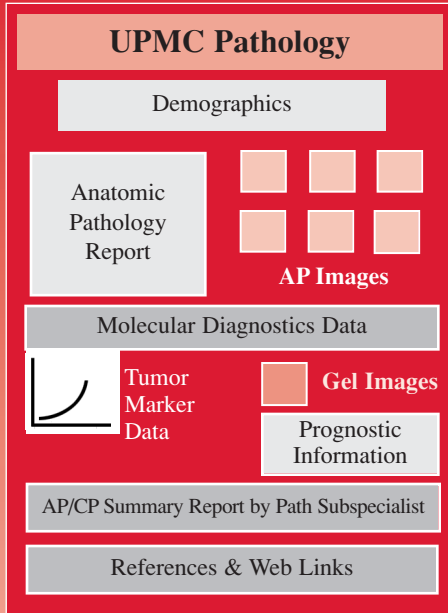 UPMC Pathology
Demographics
Anatomic
Pathology
Report
AP Images
Molecular Diagnostics Data
Tumor
Marker
Data
Gel Images
Prognostic
Information
AP/CP Summary Report by Path Subspecialist
References & Web Links